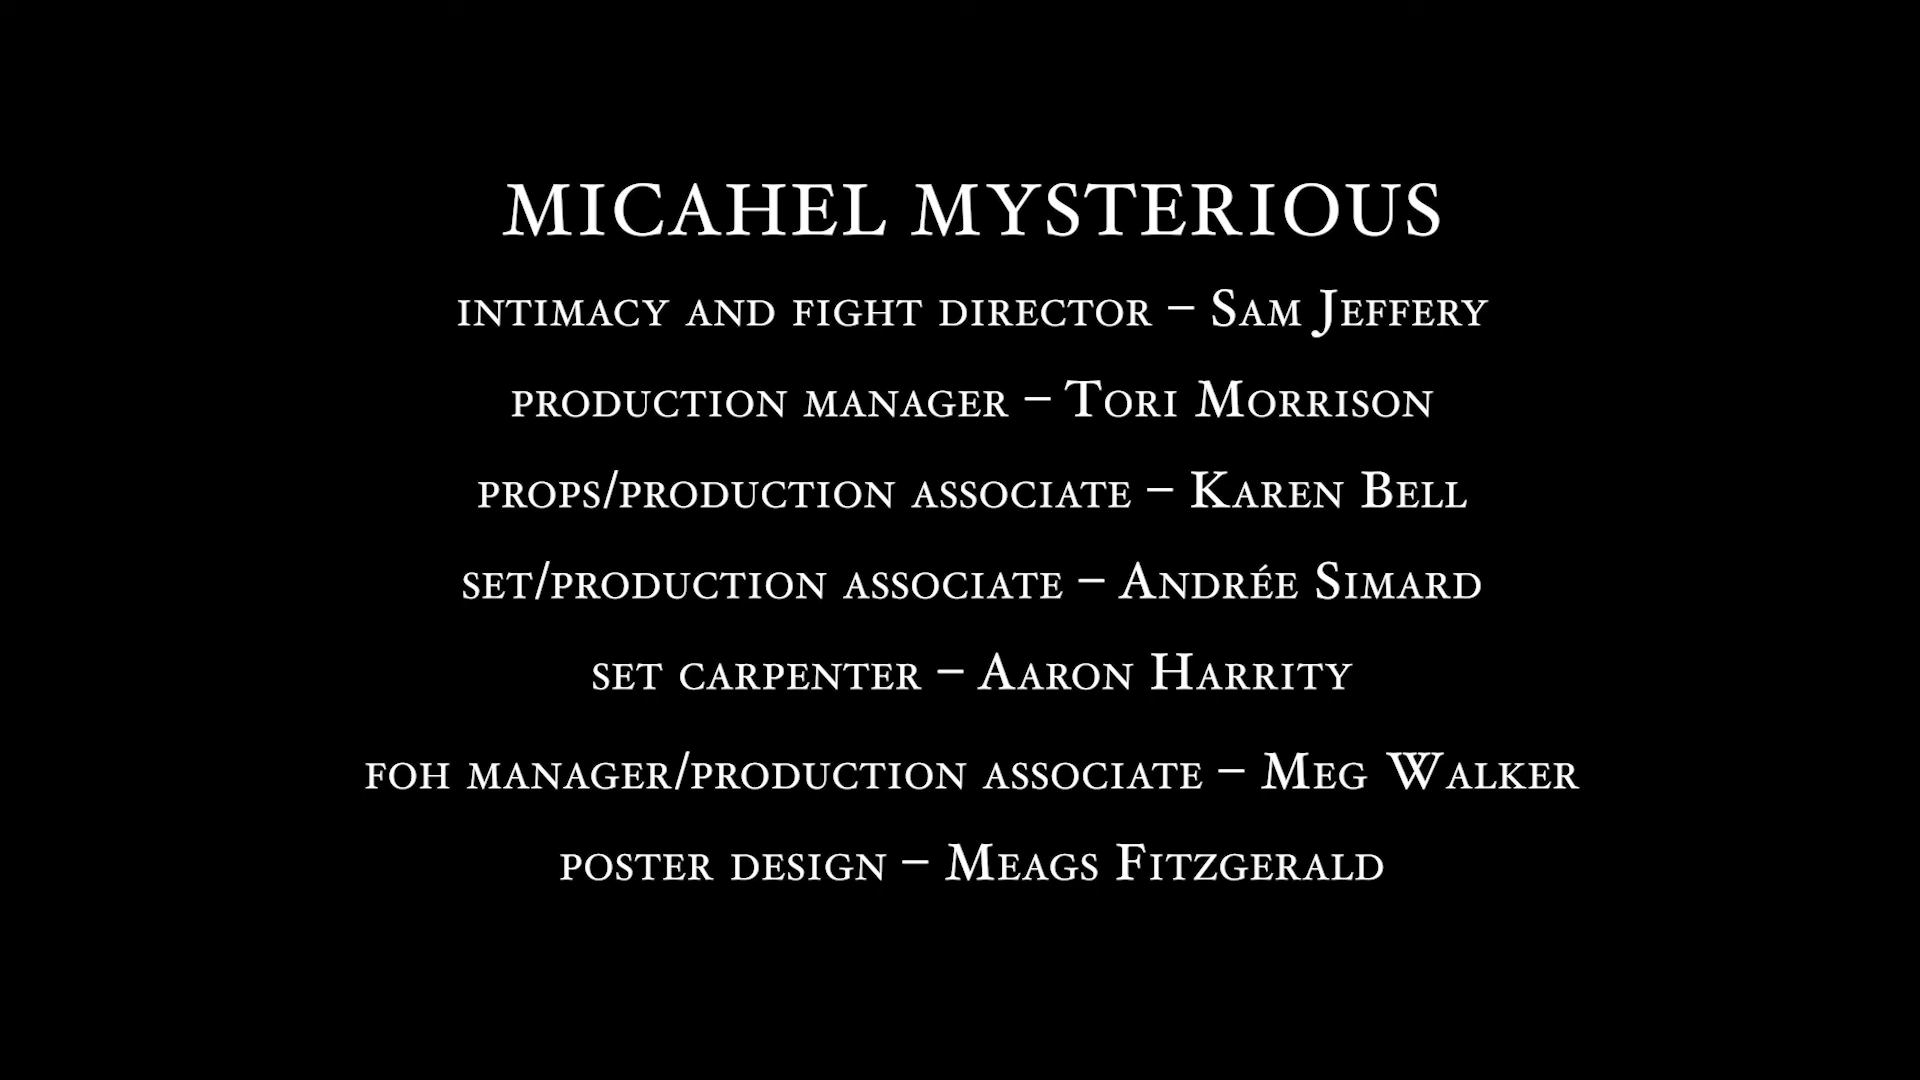 MICAHEL MYSTERIOUS
INTIMACY AND FIGHT DIRECTOR – SAM JEFFERY
PRODUCTION MANAGER – TORI MORRISON
PROPS/PRODUCTION ASSOCIATE – KAREN BELL
SET/PRODUCTION ASSOCIATE – ANDRÉE SIMARD
SET CARPENTER – AARON HARRITY
FOH MANAGER/PRODUCTION ASSOCIATE – MEG WALKER
POSTER DESIGN – MEAGS FITZGERALD